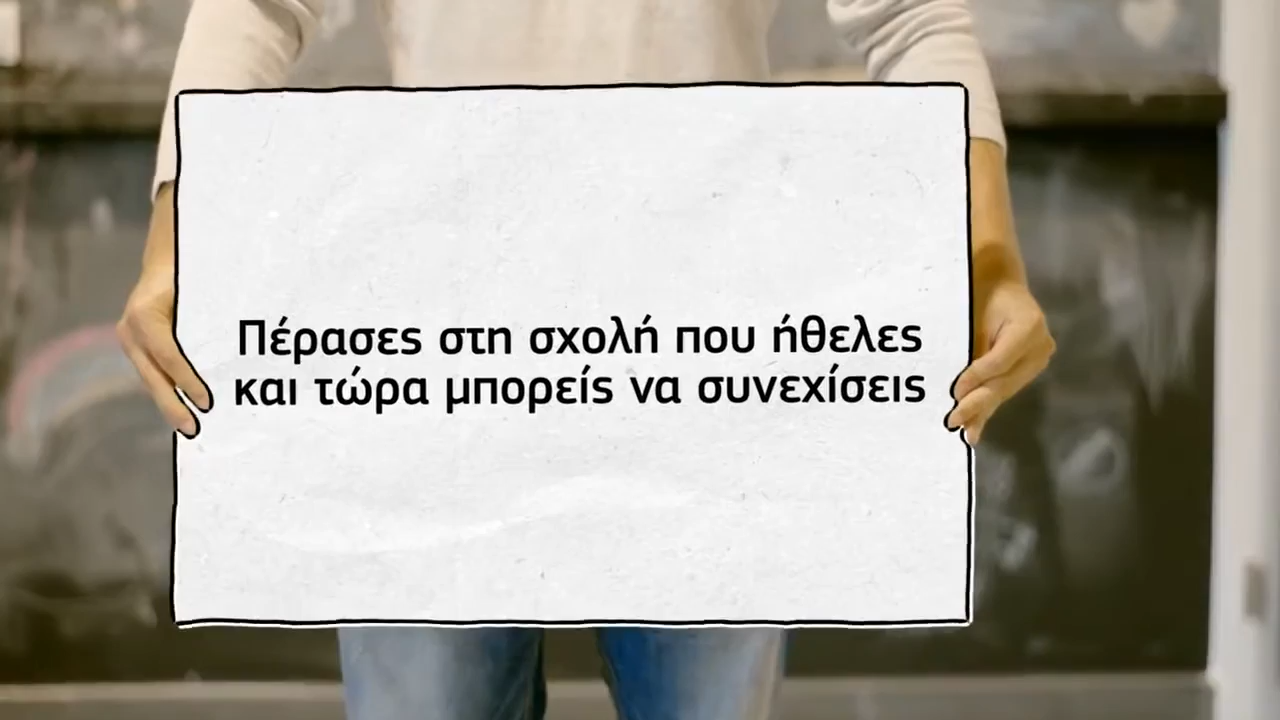 Πέρασες στη σχολή που ήθελες
και τώρα μπορείς να συνεχίσεις